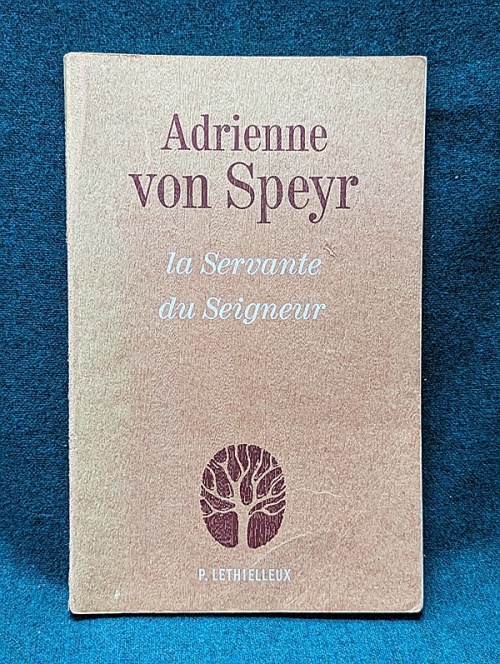 Adrienne
von Speyr
la Servante
du Seigneur
P. LETHIELLEUX